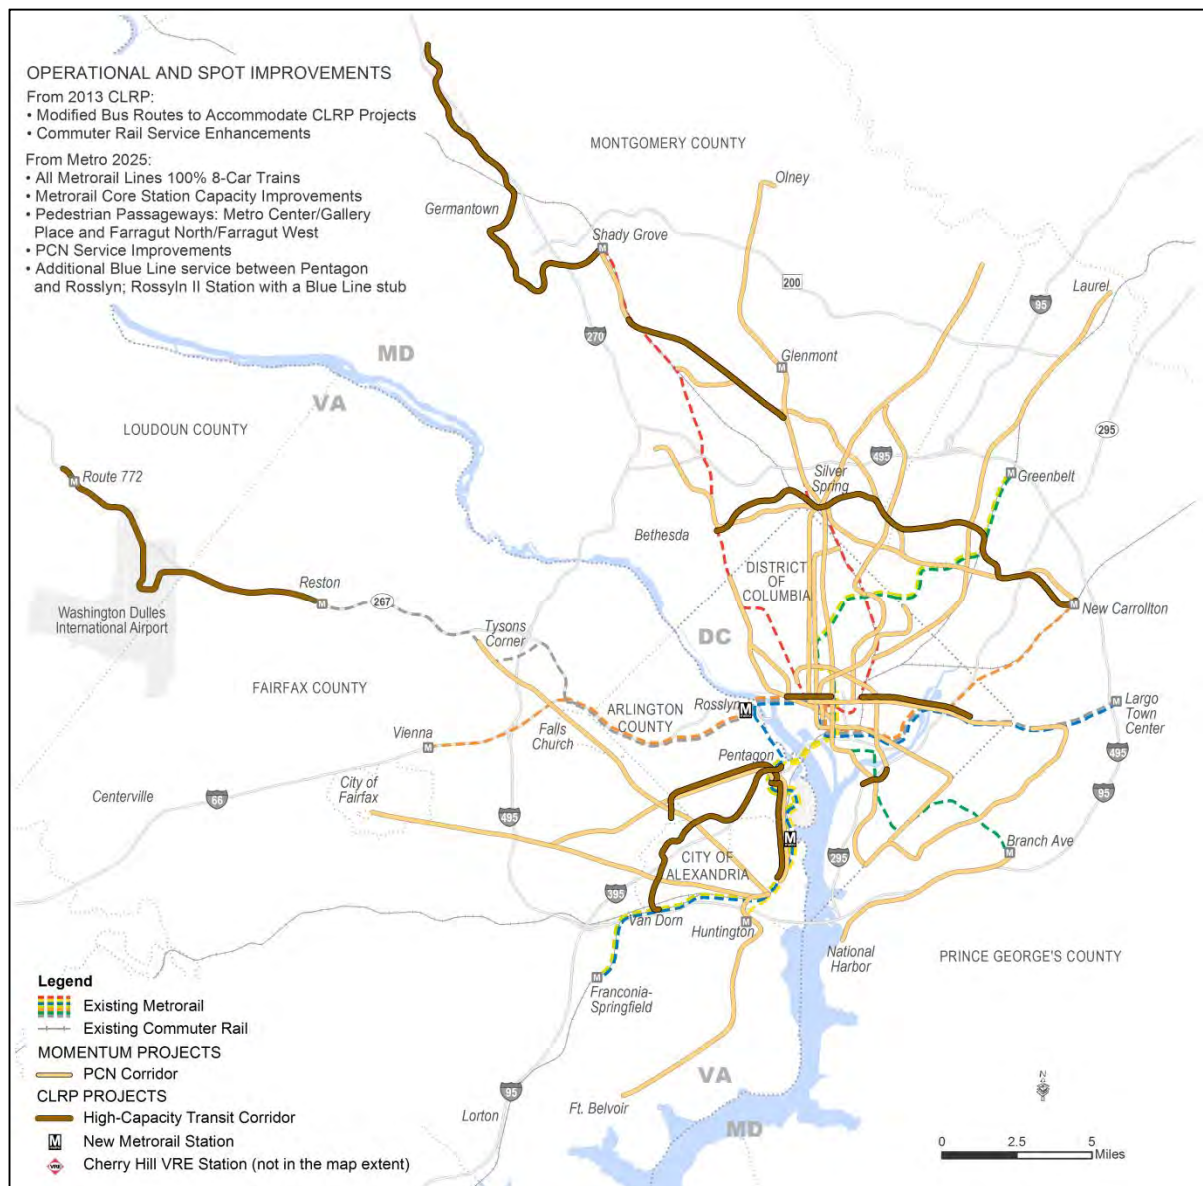 OPERATIONAL AND SPOT IMPROVEMENTS
From 2013 CLRP:
• Modified Bus Routes to Accommodate CLRP Projects
• Commuter Rail Service Enhancements
From Metro 2025:
• All Metrorail Lines 100% 8-Car Trains
• Metrorail Core Station Capacity Improvements
• Pedestrian Passageways: Metro Center/Gallery
Place and Farragut North/Farragut West
• PCN Service Improvements
• Additional Blue Line service between Pentagon
and Rosslyn; Rossyln II Station with a Blue Line stub
MONTGOMERY COUNTY
Olney
Germantown
Shady Grove
M
200
Laurel
95
270
MD
Glenmont
M
VA
LOUDOUN COUNTY
295
495
Route 772
M
Silver
Spring
M
Greenbelt
Bethesda
DISTRICT
OF
COLUMBIA
Reston
M
267
M
New Carrollton
Washington Dulles
International Airport
Tysons
Corner
DC
FAIRFAX COUNTY
ARLINGTON
COUNTY
Rosslyn
M
M
Largo
Town
Center
Vienna
M
Falls
Church
Pentagon
495
City of
Fairfax
Centerville
66
95
495
M
Branch Ave
M
295
CITY OF
ALEXANDRIA
395
Van Dorn
Huntington
M
National
Harbor
PRINCE GEORGE'S COUNTY
M
Franconia-
Springfield
Legend
Existing Metrorail
Existing Commuter Rail
MOMENTUM PROJECTS
PCN Corridor
CLRP PROJECTS
High-Capacity Transit Corridor
M
New Metrorail Station
VRE
Cherry Hill VRE Station (not in the map extent)
95
Lorton
Ft. Belvoir
VA
MD
N
0
2.5
5
Miles